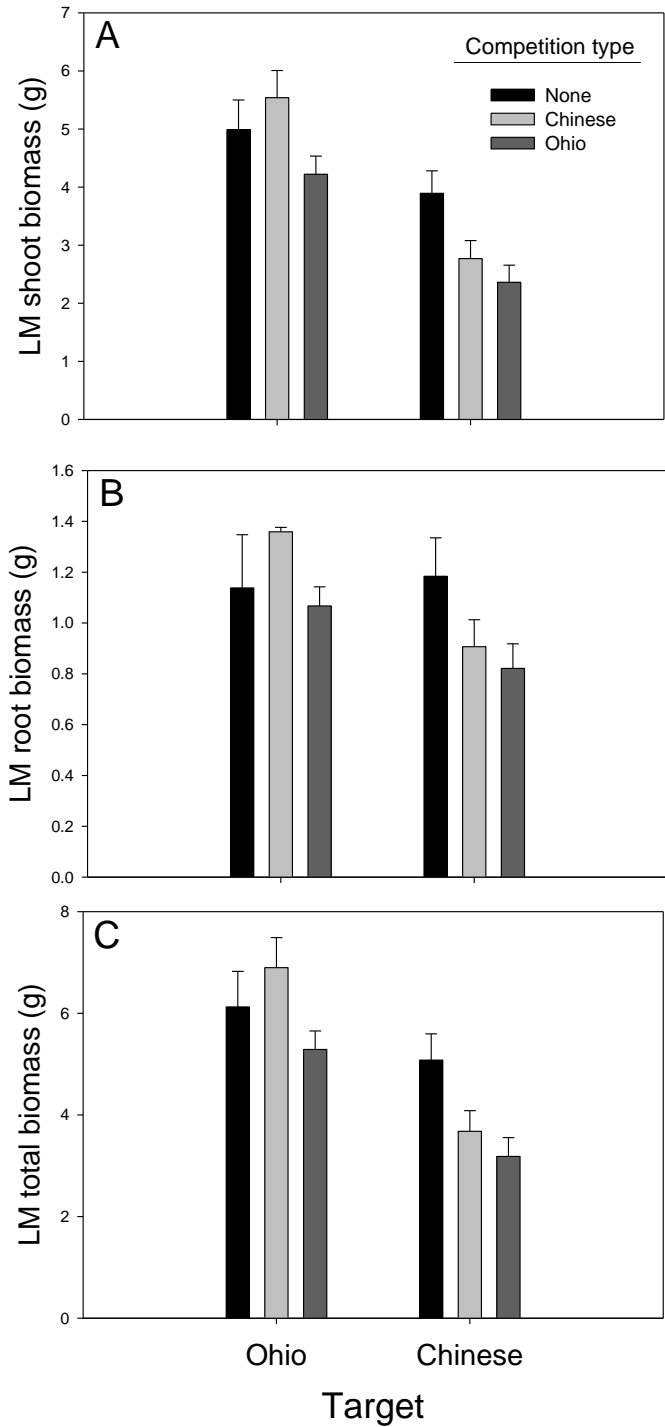 A
Competition type
None
Chinese
Ohio
LM shoot biomass (g)
7
6
5
4
3
2
1
0
B
LM root biomass (g)
1.6
1.4
1.2
1.0
0.8
0.6
0.4
0.2
0.0
C
LM total biomass (g)
8
6
4
2
0
Ohio Chinese
Target